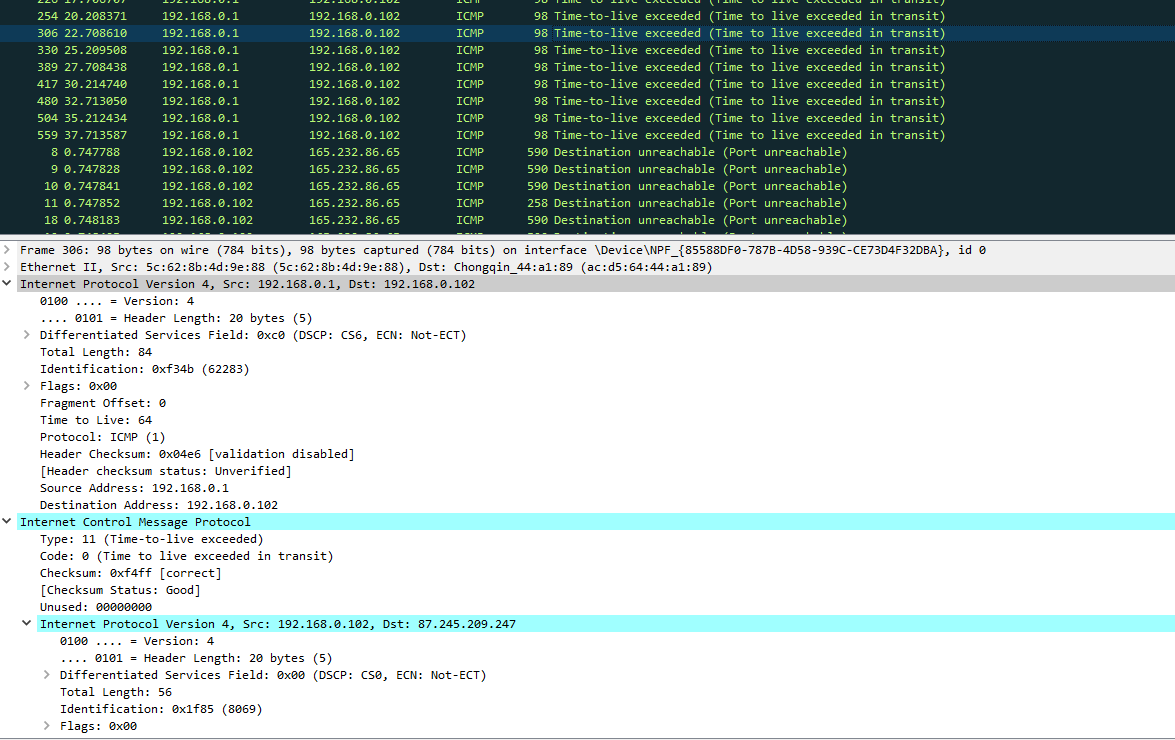 254 20.208371 192.168.0.1 192.168.0.102 ICMP 98 Time-to-live exceeded (Time to live exceeded in transit)
306 22.708610 192.168.0.1 192.168.0.102 ICMP 98 Time-to-live exceeded (Time to live exceeded in transit)
330 25.209508 192.168.0.1 192.168.0.102 ICMP 98 Time-to-live exceeded (Time to live exceeded in transit)
389 27.708438 192.168.0.1 192.168.0.102 ICMP 98 Time-to-live exceeded (Time to live exceeded in transit)
417 30.214740 192.168.0.1 192.168.0.102 ICMP 98 Time-to-live exceeded (Time to live exceeded in transit)
480 32.713050 192.168.0.1 192.168.0.102 ICMP 98 Time-to-live exceeded (Time to live exceeded in transit)
504 35.212434 192.168.0.1 192.168.0.102 ICMP 98 Time-to-live exceeded (Time to live exceeded in transit)
559 37.713587 192.168.0.1 192.168.0.102 ICMP 98 Time-to-live exceeded (Time to live exceeded in transit)
8 0.747788 192.168.0.102 165.232.86.65 ICMP 590 Destination unreachable (Port unreachable)
9 0.747828 192.168.0.102 165.232.86.65 ICMP 590 Destination unreachable (Port unreachable)
10 0.747841 192.168.0.102 165.232.86.65 ICMP 590 Destination unreachable (Port unreachable)
11 0.747852 192.168.0.102 165.232.86.65 ICMP 258 Destination unreachable (Port unreachable)
18 0.748183 192.168.0.102 165.232.86.65 ICMP 590 Destination unreachable (Port unreachable)
Frame 306: 98 bytes on wire (784 bits), 98 bytes captured (784 bits) on interface \Device\NPF_{85588DF0-787B-4D58-939C-CE73D4F32DBA}, id 0
Ethernet II, Src: 5c:62:8b:4d:9e:88 (5c:62:8b:4d:9e:88), Dst: Chongqin_44:a1:89 (ac:d5:64:44:a1:89)
Internet Protocol Version 4, Src: 192.168.0.1, Dst: 192.168.0.102
0100 .... = Version: 4
.... 0101 = Header Length: 20 bytes (5)
Differentiated Services Field: 0xc0 (DSCP: CS6, ECN: Not-ECT)
Total Length: 84
Identification: 0xf34b (62283)
Flags: 0x00
Fragment Offset: 0
Time to Live: 64
Protocol: ICMP (1)
Header Checksum: 0x04e6 [validation disabled]
[Header checksum status: Unverified]
Source Address: 192.168.0.1
Destination Address: 192.168.0.102
Internet Control Message Protocol
Type: 11 (Time-to-live exceeded)
Code: 0 (Time to live exceeded in transit)
Checksum: 0xf4ff [correct]
[Checksum Status: Good]
Unused: 00000000
Internet Protocol Version 4, Src: 192.168.0.102, Dst: 87.245.209.247
0100 .... = Version: 4
.... 0101 = Header Length: 20 bytes (5)
Differentiated Services Field: 0x00 (DSCP: CS0, ECN: Not-ECT)
Total Length: 56
Identification: 0x1f85 (8069)
Flags: 0x00